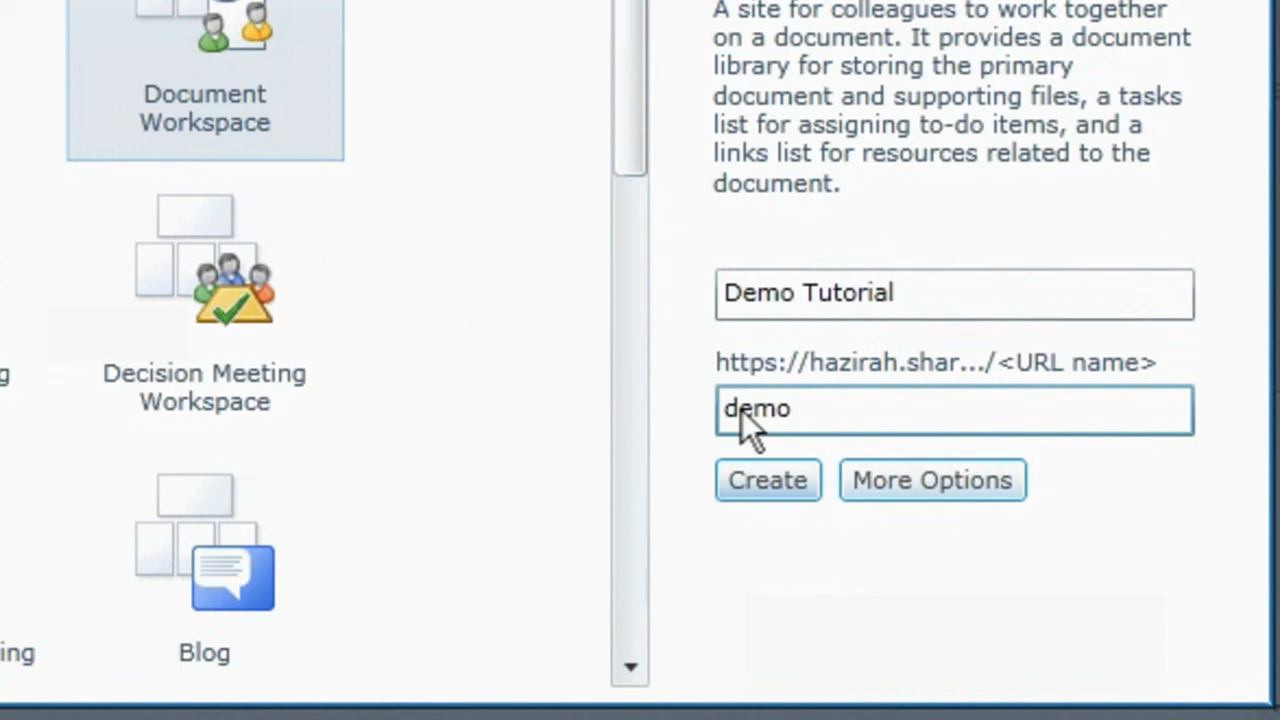 Document
Workspace
g
Decision Meeting
Workspace
ing
Blog
A site for colleagues to work together
on a document. It provides a document
library for storing the primary
document and supporting files, a tasks
list for assigning to-do items, and a
links list for resources related to the
document.
Demo Tutorial
https://hazirah.shar.../<URL name>
demo
Create
More Options